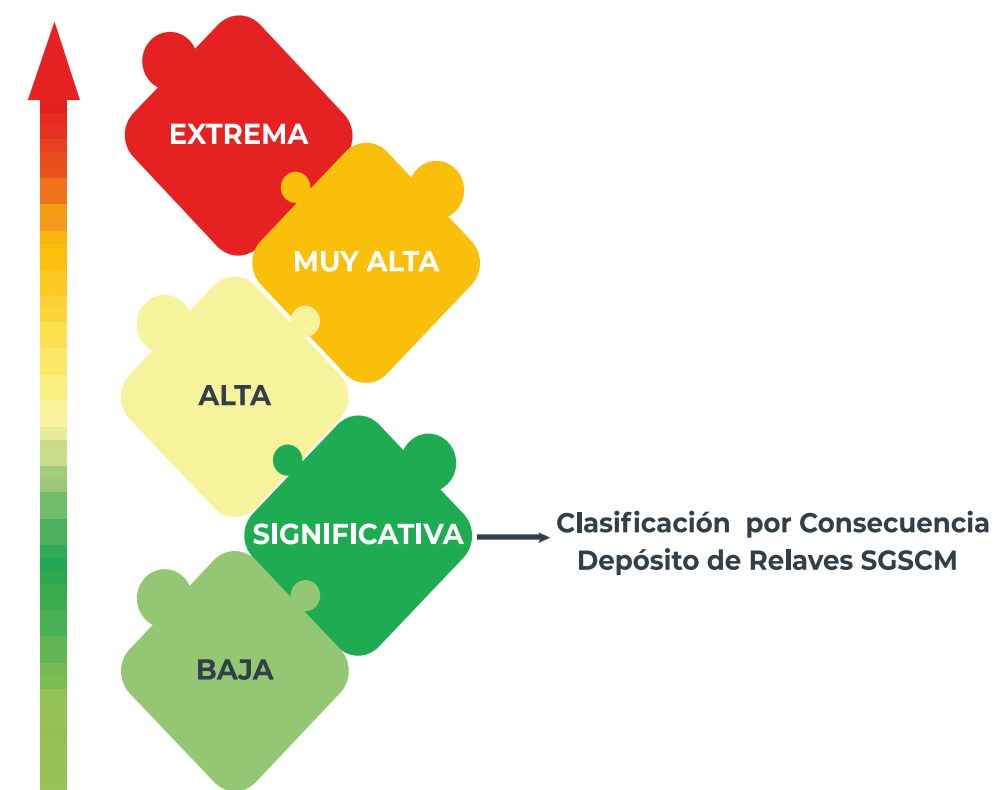 EXTREMA
MUY ALTA
ALTA
SIGNIFICATIVA
Clasificación por Consecuencia
Depósito de Relaves SGSCM
BAJA